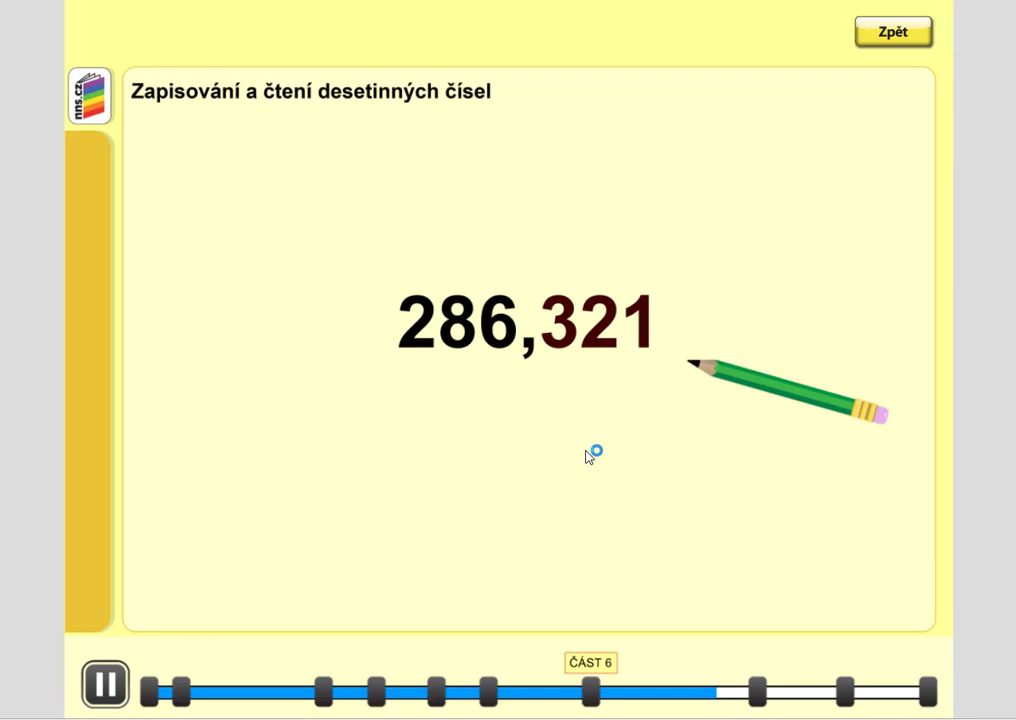 Zpět
nns.cz
Zapisování a čtení desetinných čísel
286,321
ČÁST 6